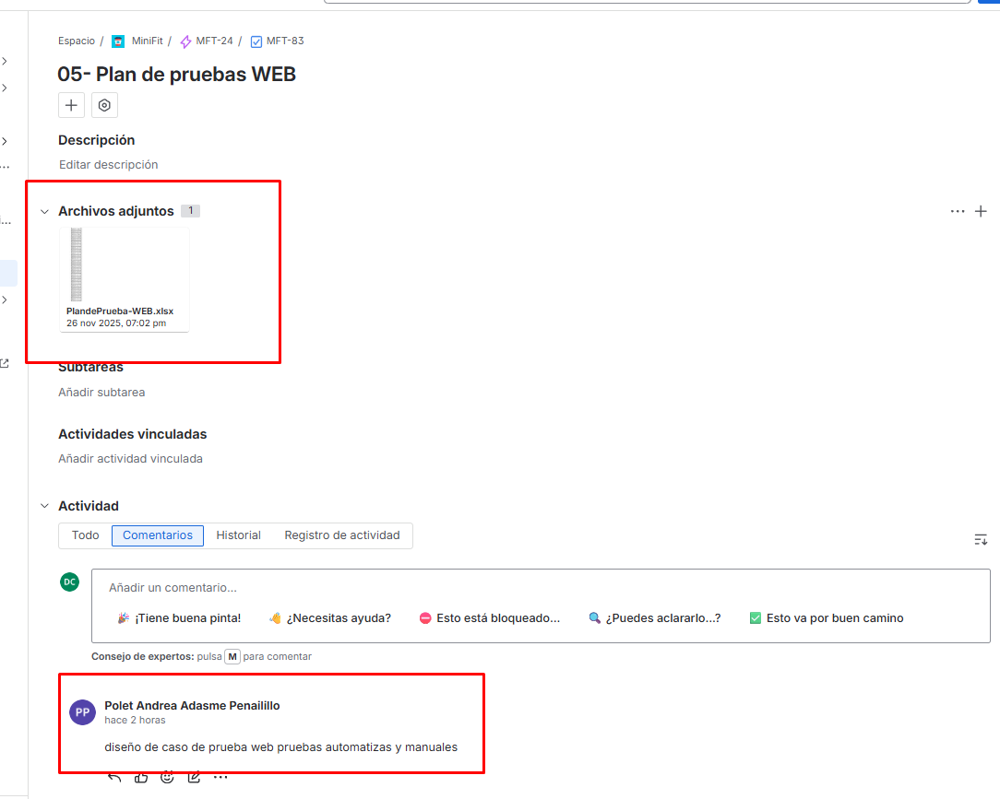 Espacio / MiniFit / MFT-24 / MFT-83
05- Plan de pruebas WEB
Descripción
Editar descripción
Archivos adjuntos 1
PlandePrueba-WEB.xlsx
26 nov 2025, 07:02 pm
Subtareas
Añadir subtarea
Actividades vinculadas
Añadir actividad vinculada
Actividad
Todo Comentarios Historial Registro de actividad
DC
Añadir un comentario...
¡Tiene buena pinta! ¿Necesitas ayuda? Esto está bloqueado... ¿Puedes aclararlo...? Esto va por buen camino
Consejo de expertos: pulsa M para comentar
PP
Polet Andrea Adasme Penailillo
hace 2 horas
diseño de caso de prueba web pruebas automatizas y manuales